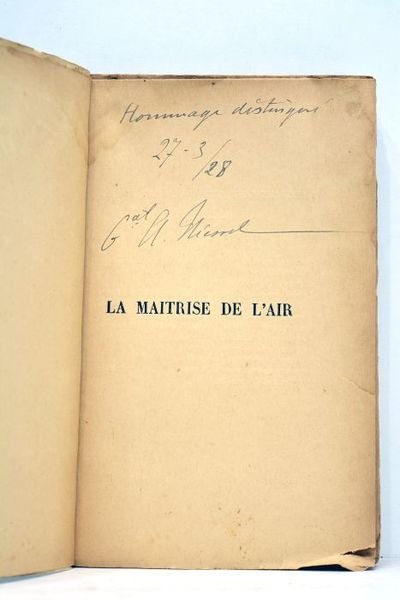 Hommage distingué
27-3/28
Gal A. Niessel
LA MAITRISE DE L'AIR